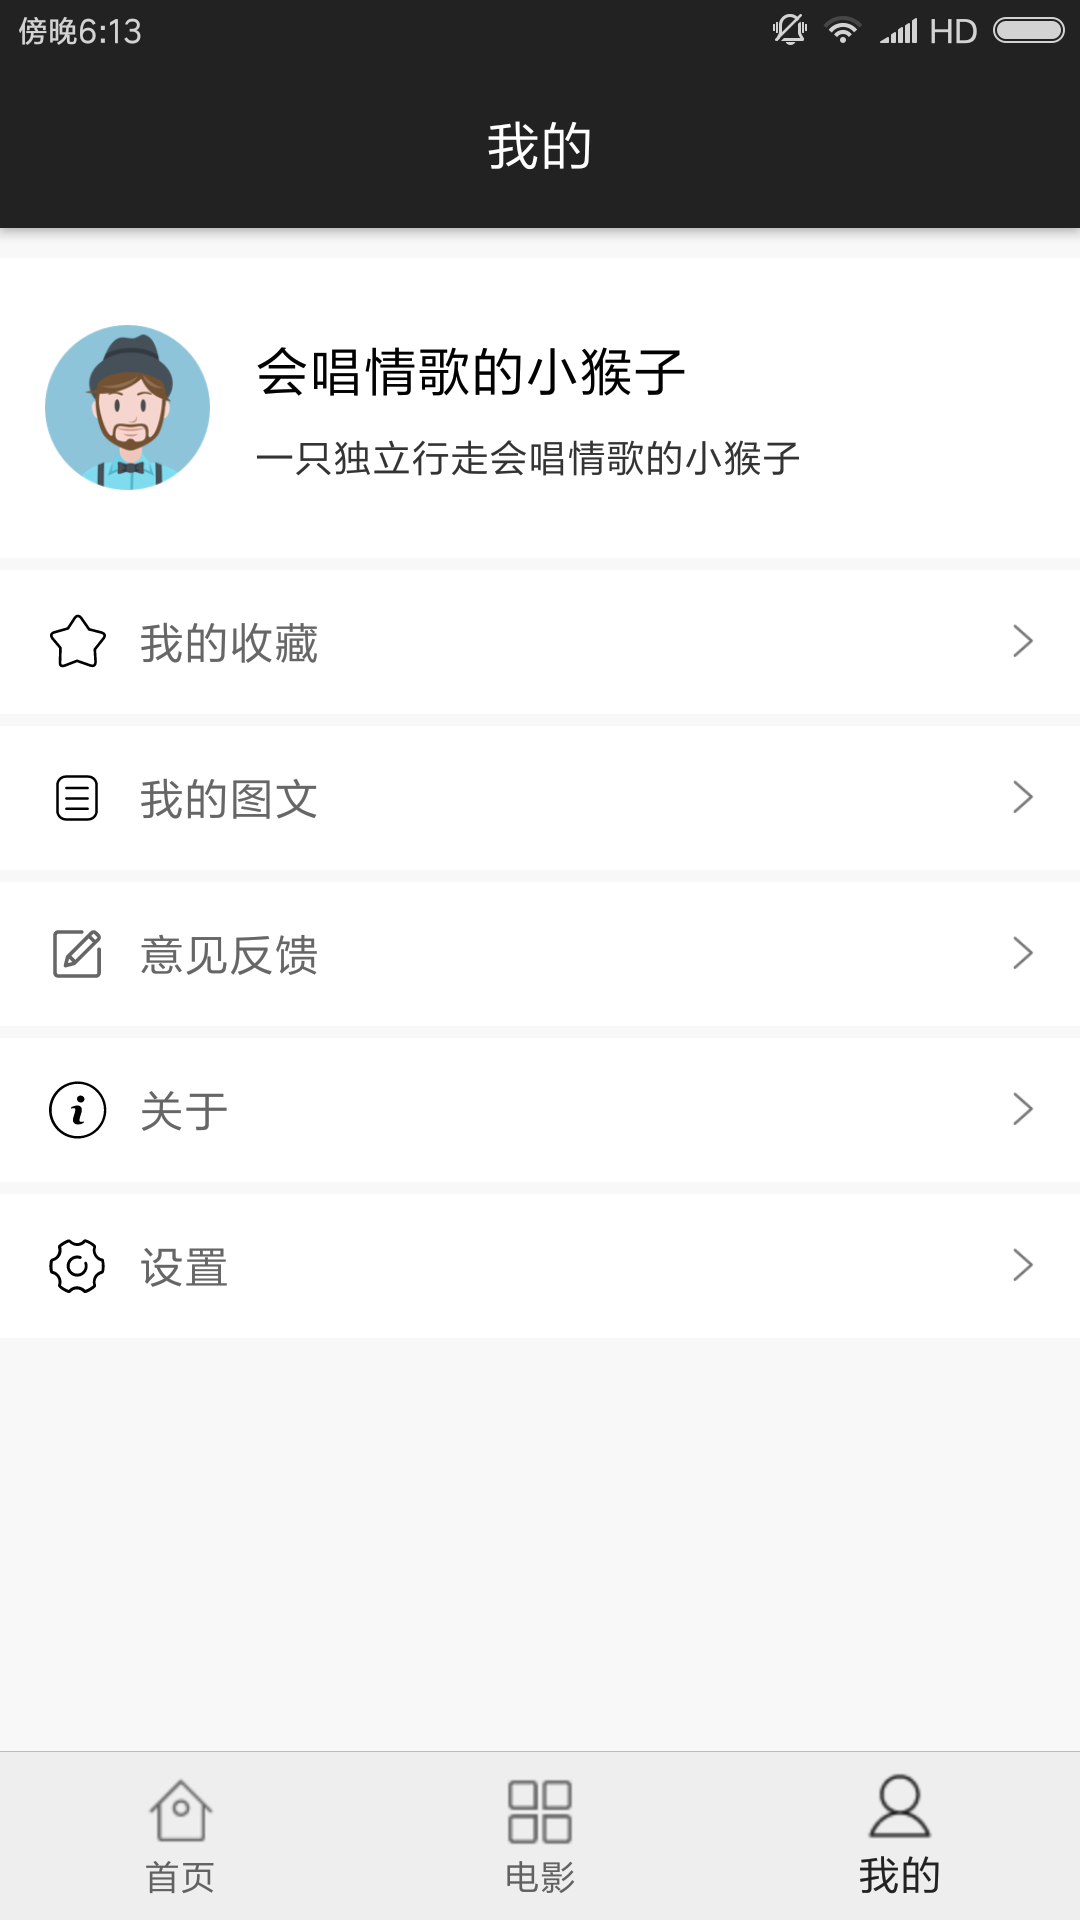 傍晚6:13 HD
我的
会唱情歌的小猴子
一只独立行走会唱情歌的小猴子
我的收藏
我的图文
意见反馈
关于
设置
首页 电影 我的